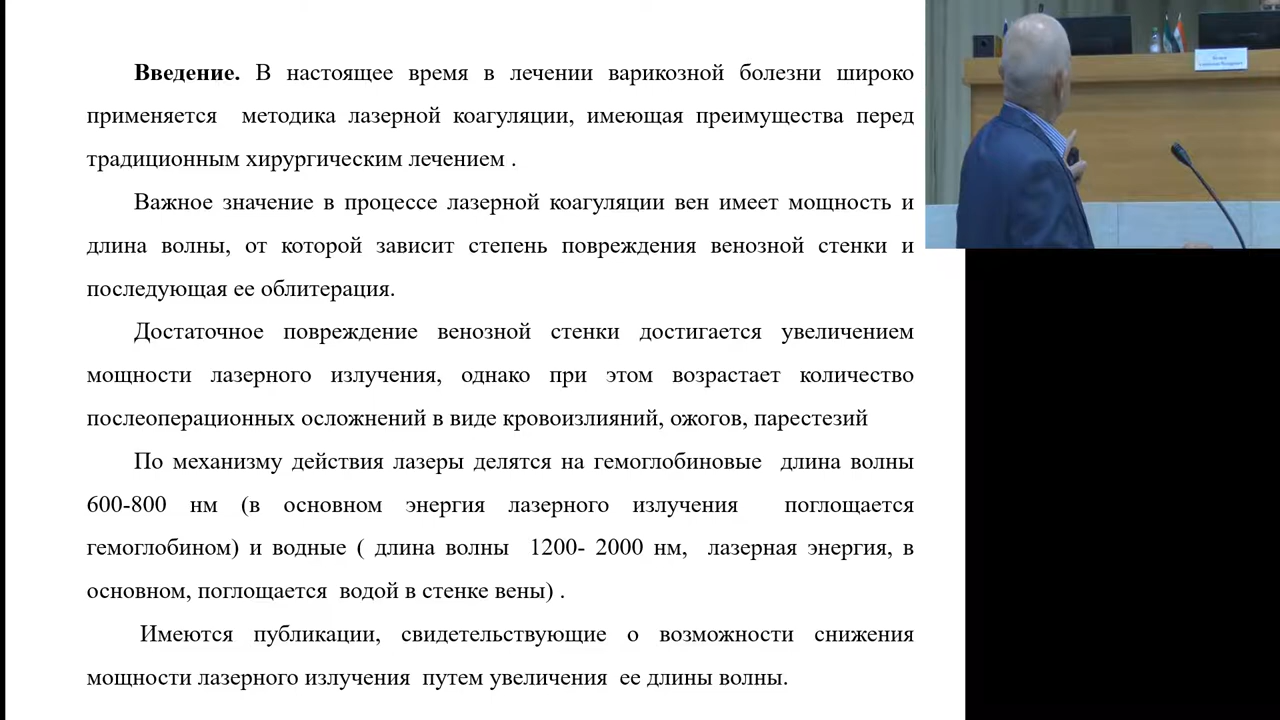 Введение. В настоящее время в лечении варикозной болезни широко
применяется методика лазерной коагуляции, имеющая преимущества перед
традиционным хирургическим лечением .
Важное значение в процессе лазерной коагуляции вен имеет мощность и
длина волны, от которой зависит степень повреждения венозной стенки и
последующая ее облитерация.
Достаточное повреждение венозной стенки достигается увеличением
мощности лазерного излучения, однако при этом возрастает количество
послеоперационных осложнений в виде кровоизлияний, ожогов, парестезий
По механизму действия лазеры делятся на гемоглобиновые длина волны
600-800 нм (в основном энергия лазерного излучения поглощается
гемоглобином) и водные ( длина волны 1200- 2000 нм, лазерная энергия, в
основном, поглощается водой в стенке вены) .
Имеются публикации, свидетельствующие о возможности снижения
мощности лазерного излучения путем увеличения ее длины волны.